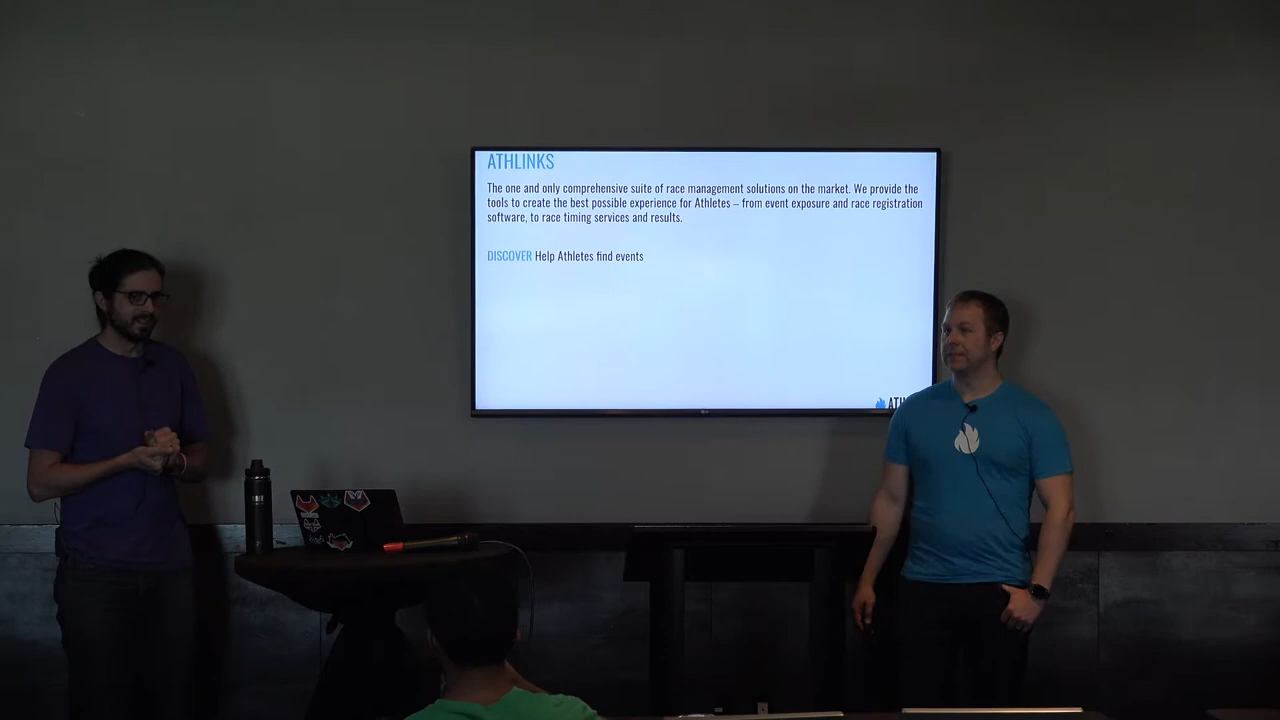 ATHLINKS
The one and only comprehensive suite of race management solutions on the market. We provide the
tools to create the best possible experience for Athletes – from event exposure and race registration
software, to race timing services and results.
DISCOVER Help Athletes find events
ATH